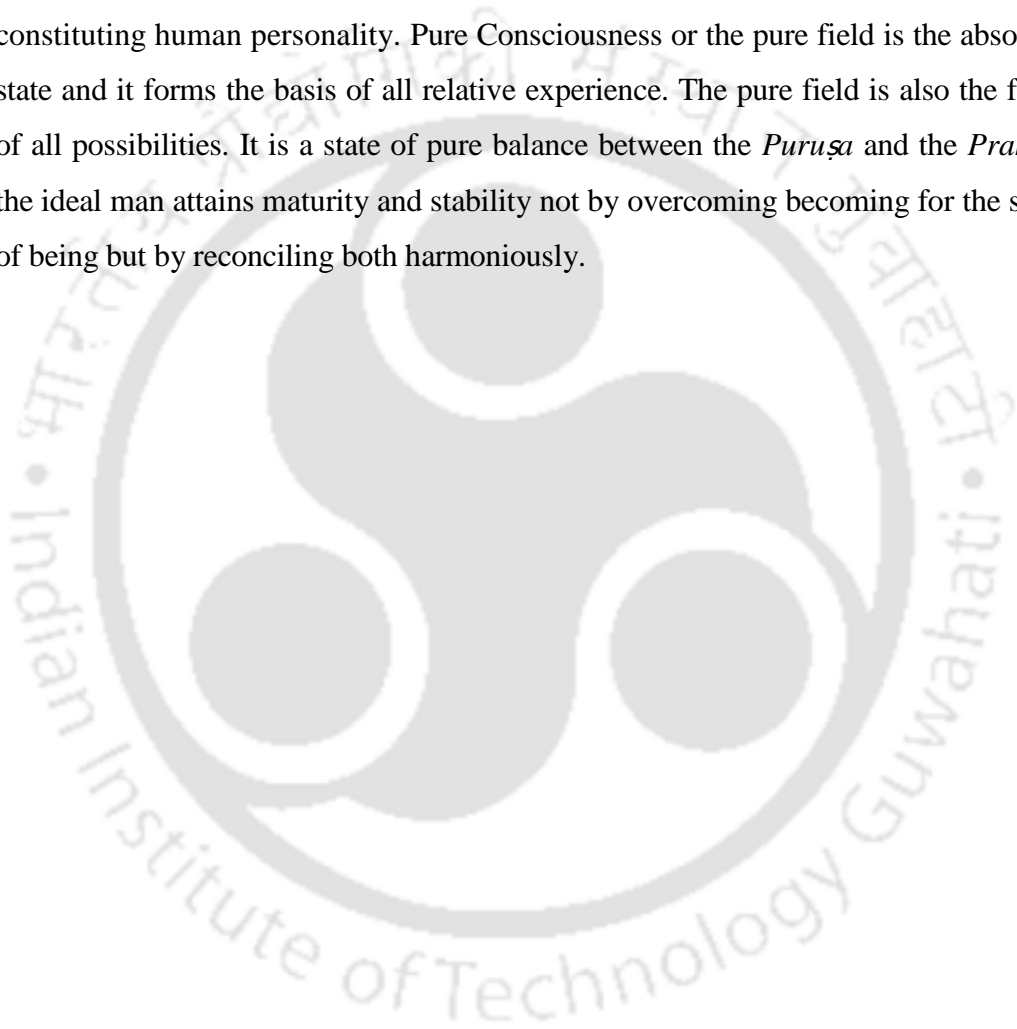 constituting human personality. Pure Consciousness or the pure field is the abso
state and it forms the basis of all relative experience. The pure field is also the f
of all possibilities. It is a state of pure balance between the Puruṣa and the Pra
the ideal man attains maturity and stability not by overcoming becoming for the s
of being but by reconciling both harmoniously.
भारतीय प्रौद्योगिकी संस्थान गुवाहाटी
• Indian Institute of Technology Guwahati •